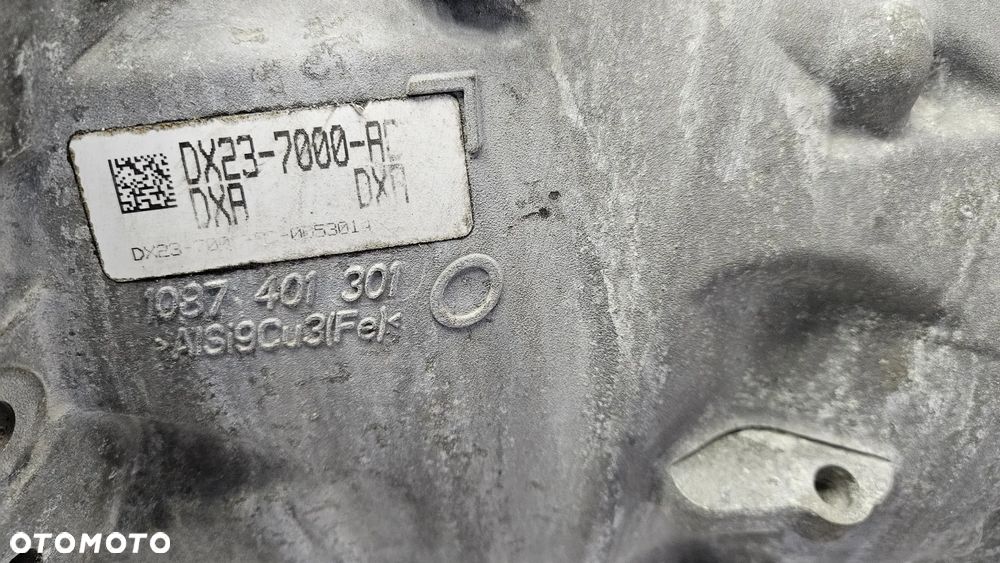 DX23-7000-AC
DXA DXA
1087 401 301
>AlSi9Cu3(Fe)<
OTOMOTO